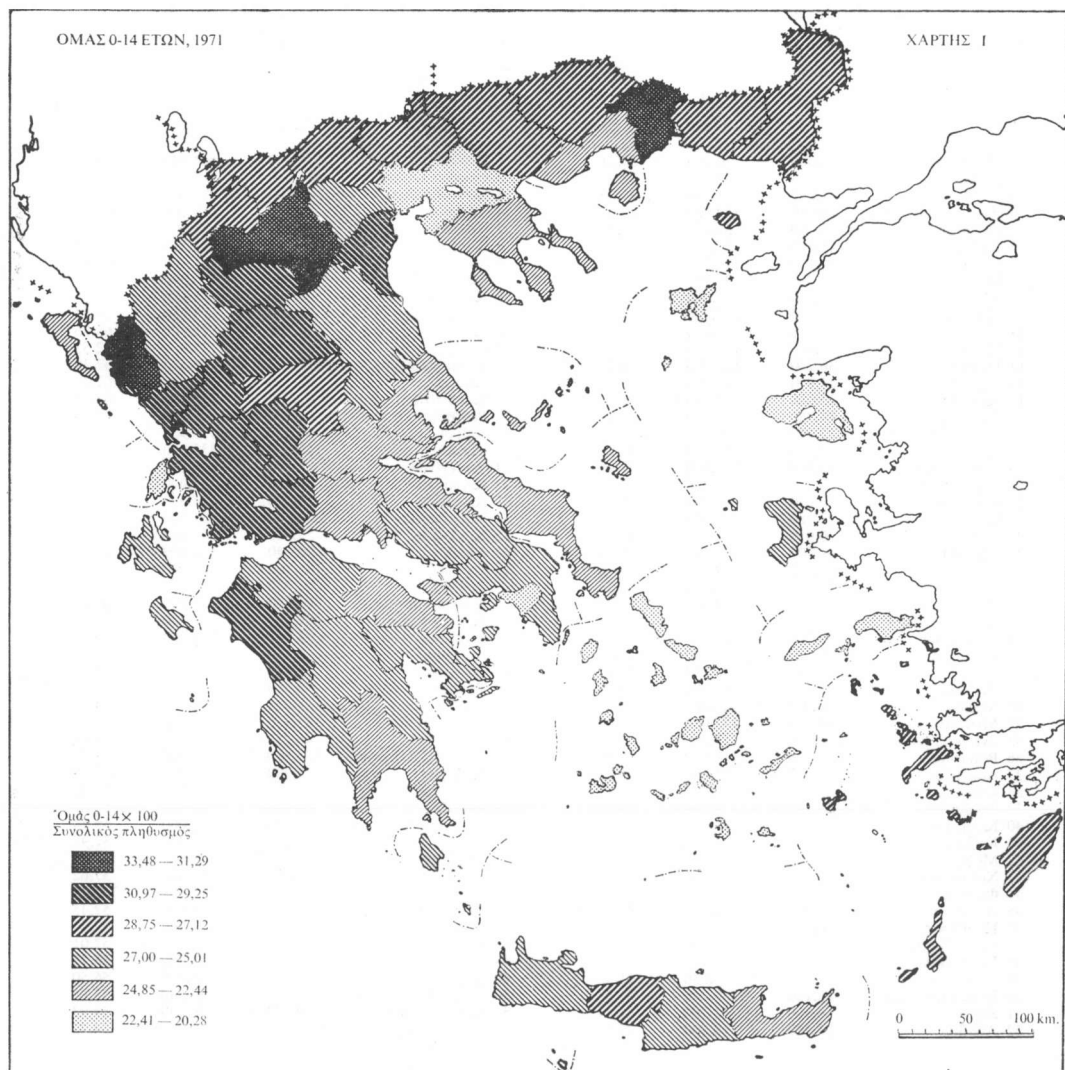 ΟΜΑΣ 0-14 ΕΤΩΝ, 1971
ΧΑΡΤΗΣ 1
Ὁμὰς 0-14 × 100
Συνολικὸς πληθυσμὸς
33,48 — 31,29
30,97 — 29,25
28,75 — 27,12
27,00 — 25,01
24,85 — 22,44
22,41 — 20,28
0 50 100 km.